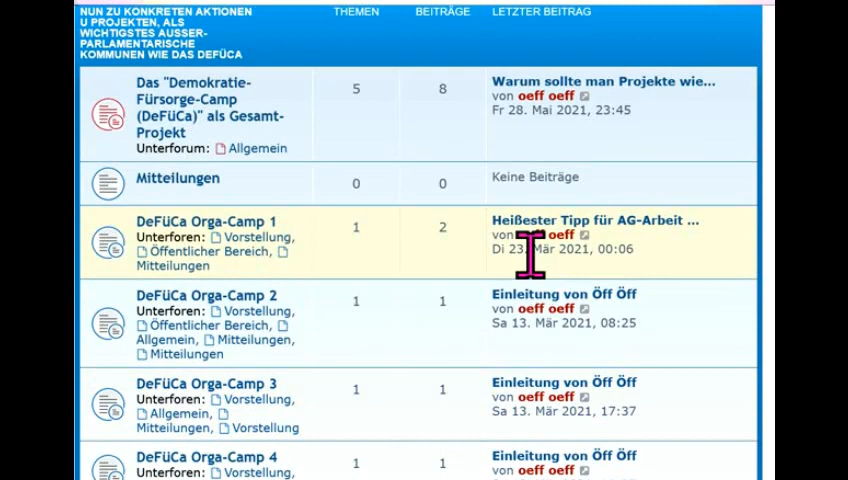 NUN ZU KONKRETEN AKTIONEN
U PROJEKTEN, ALS
WICHTIGSTES AUSSER-
PARLAMENTARISCHE
KOMMUNEN WIE DAS DEFÜCA
THEMEN BEITRÄGE LETZTER BEITRAG
Das "Demokratie-
Fürsorge-Camp
(DeFüCa)" als Gesamt-
Projekt
Unterforum: Allgemein
5 8
Warum sollte man Projekte wie...
von oeff oeff
Fr 28. Mai 2021, 23:45
Mitteilungen
0 0
Keine Beiträge
DeFüCa Orga-Camp 1
Unterforen: Vorstellung,
Öffentlicher Bereich,
Mitteilungen
1 2
Heißester Tipp für AG-Arbeit ...
von oeff
Di 23. Mär 2021, 00:06
DeFüCa Orga-Camp 2
Unterforen: Vorstellung,
Öffentlicher Bereich,
Allgemein, Mitteilungen,
Mitteilungen
1 1
Einleitung von Öff Öff
von oeff oeff
Sa 13. Mär 2021, 08:25
DeFüCa Orga-Camp 3
Unterforen: Vorstellung,
Allgemein,
Mitteilungen, Vorstellung
1 1
Einleitung von Öff Öff
von oeff oeff
Sa 13. Mär 2021, 17:37
DeFüCa Orga-Camp 4
Unterforen: Vorstellung,
1 1
Einleitung von Öff Öff
von oeff oeff